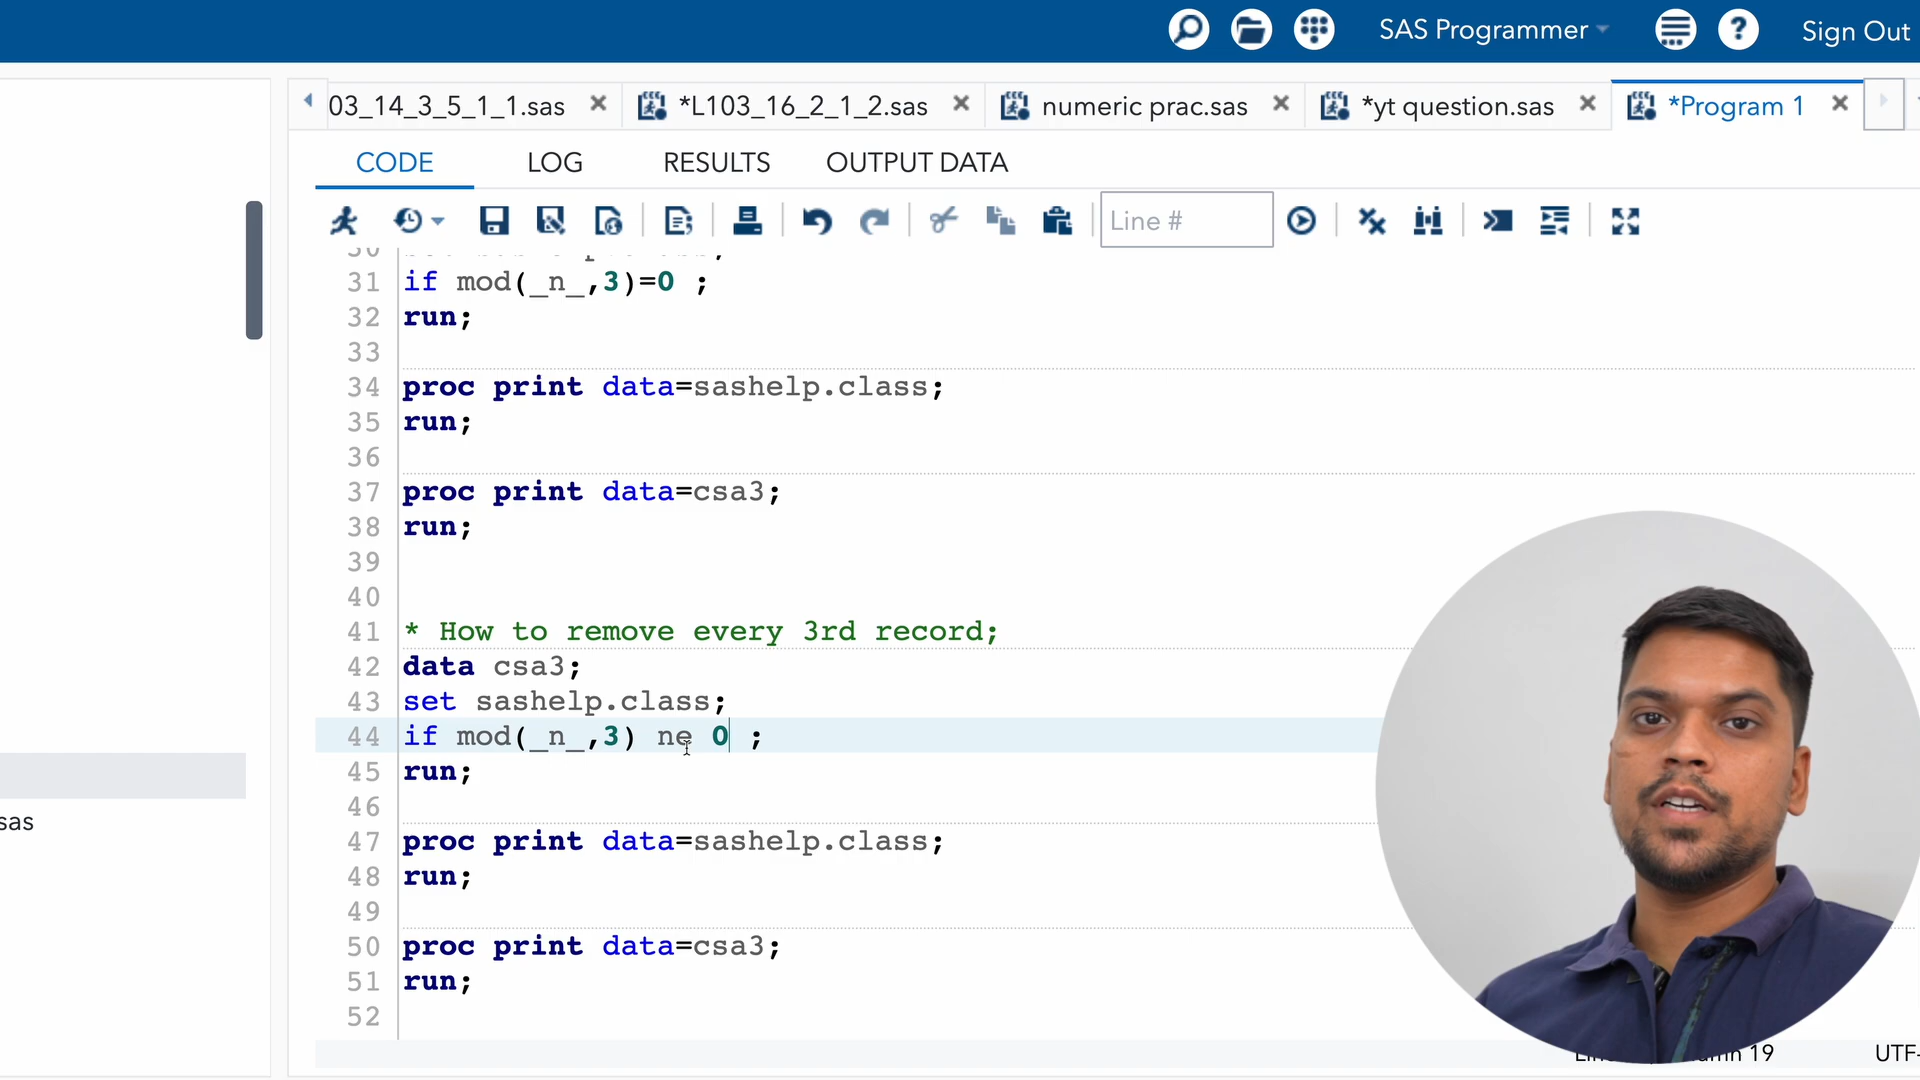 SAS Programmer
Sign Out
03_14_3_5_1_1.sas
*L103_16_2_1_2.sas
numeric prac.sas
*yt question.sas
*Program 1
CODE LOG RESULTS OUTPUT DATA
Line #
31 if mod(_n_,3)=0 ;
32 run;
33
34 proc print data=sashelp.class;
35 run;
36
37 proc print data=csa3;
38 run;
39
40
41 * How to remove every 3rd record;
42 data csa3;
43 set sashelp.class;
44 if mod(_n_,3) ne 0 ;
45 run;
46
47 proc print data=sashelp.class;
48 run;
49
50 proc print data=csa3;
51 run;
52
sas
19
UTF-